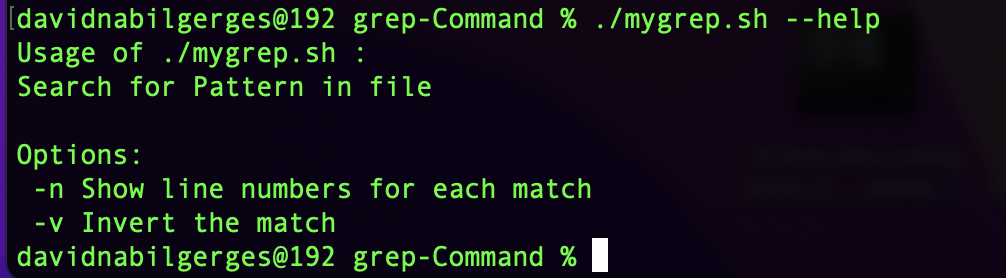 [davidnabilgerges@192 grep-Command % ./mygrep.sh --help
Usage of ./mygrep.sh :
Search for Pattern in file

Options:
 -n Show line numbers for each match
 -v Invert the match
davidnabilgerges@192 grep-Command %